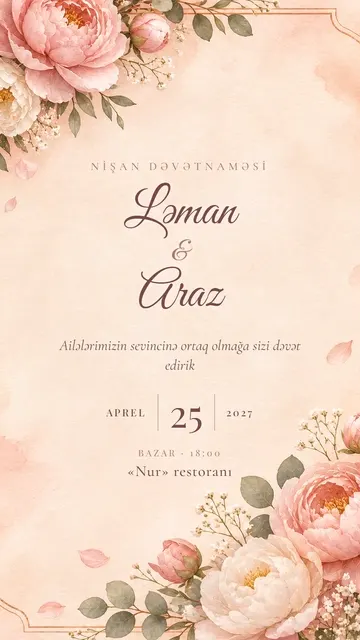 NİŞAN DƏVƏTNAMƏSİ
Ləman
&
Araz
Ailələrimizin sevincinə ortaq olmağa sizi dəvət
edirik
APREL 25 2027
BAZAR · 18:00
«Nur» restoranı